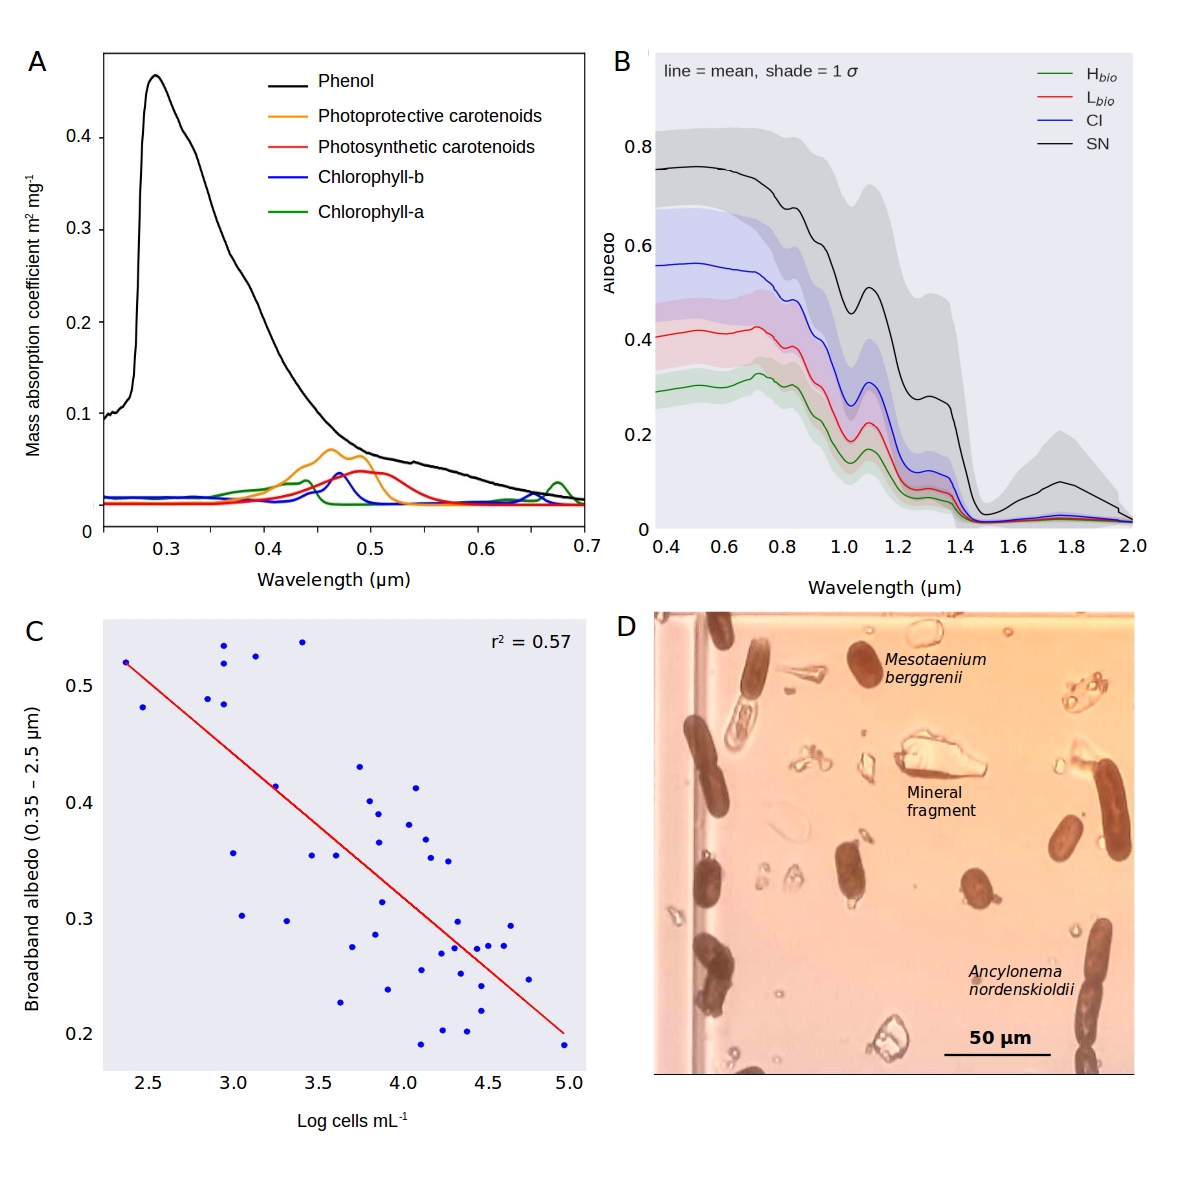 A
Phenol
Photoprotective carotenoids
Photosynthetic carotenoids
Chlorophyll-b
Chlorophyll-a
Mass absorption coefficient m² mg⁻¹
0.4
0.3
0.2
0.1
0
0.3 0.4 0.5 0.6 0.7
Wavelength (µm)
B
line = mean, shade = 1 σ
H_bio
L_bio
CI
SN
Albedo
0.8
0.6
0.4
0.2
0
0.4 0.6 0.8 1.0 1.2 1.4 1.6 1.8 2.0
Wavelength (µm)
C
r² = 0.57
Broadband albedo (0.35 – 2.5 µm)
0.5
0.4
0.3
0.2
2.5 3.0 3.5 4.0 4.5 5.0
Log cells mL⁻¹
D
Mesotaenium
berggrenii
Mineral
fragment
Ancylonema
nordenskioldii
50 µm